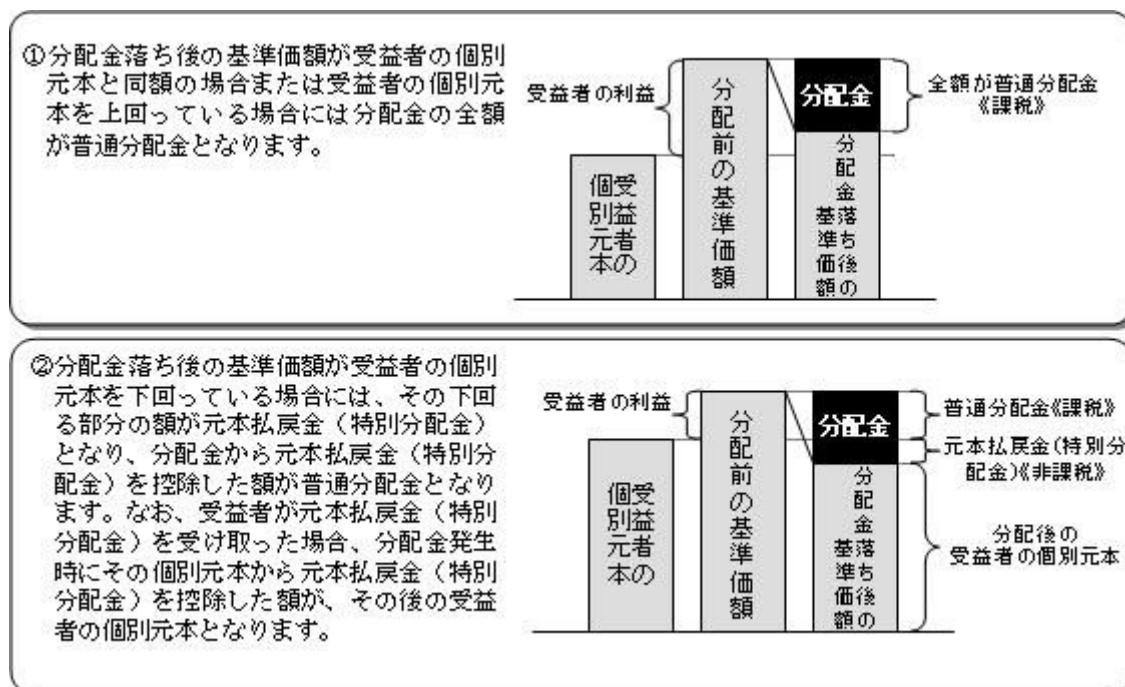 ①分配金落ち後の基準価額が受益者の個別
元本と同額の場合または受益者の個別元
本を上回っている場合には分配金の全額
が普通分配金となります。
受益者の利益
受益者の
個別元本
分配前の基準価額
分配金
分配金落ち後の
基準価額
全額が普通分配金
《課税》
②分配金落ち後の基準価額が受益者の個別
元本を下回っている場合には、その下回
る部分の額が元本払戻金（特別分配金）
となり、分配金から元本払戻金（特別分
配金）を控除した額が普通分配金となり
ます。なお、受益者が元本払戻金（特別
分配金）を受け取った場合、分配金発生
時にその個別元本から元本払戻金（特別
分配金）を控除した額が、その後の受益
者の個別元本となります。
受益者の利益
受益者の
個別元本
分配前の基準価額
分配金
分配金落ち後の
基準価額
普通分配金《課税》
元本払戻金(特別分
配金)《非課税》
分配後の
受益者の個別元本